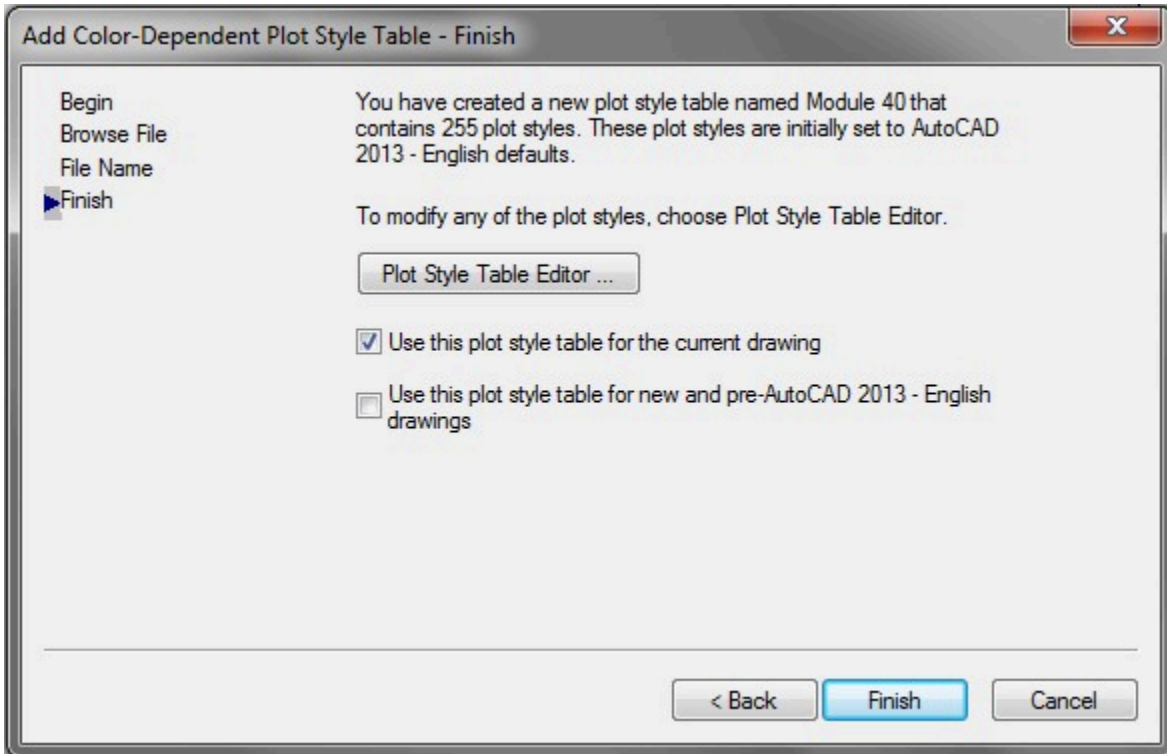 Add Color-Dependent Plot Style Table - Finish
Begin
Browse File
File Name
Finish
You have created a new plot style table named Module 40 that
contains 255 plot styles. These plot styles are initially set to AutoCAD
2013 - English defaults.
To modify any of the plot styles, choose Plot Style Table Editor.
Plot Style Table Editor ...
Use this plot style table for the current drawing
Use this plot style table for new and pre-AutoCAD 2013 - English
drawings
< Back
Finish
Cancel